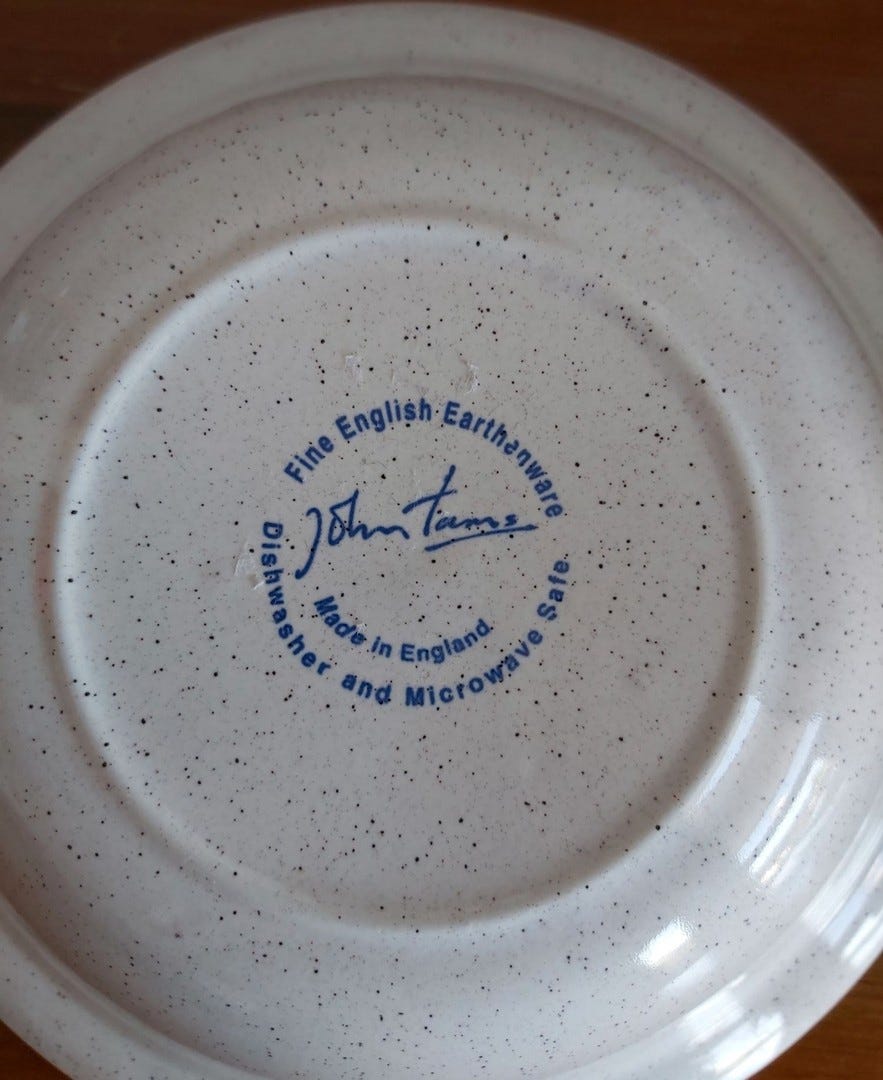 Fine English Earthenware
John Tams
Made in England
Dishwasher and Microwave Safe